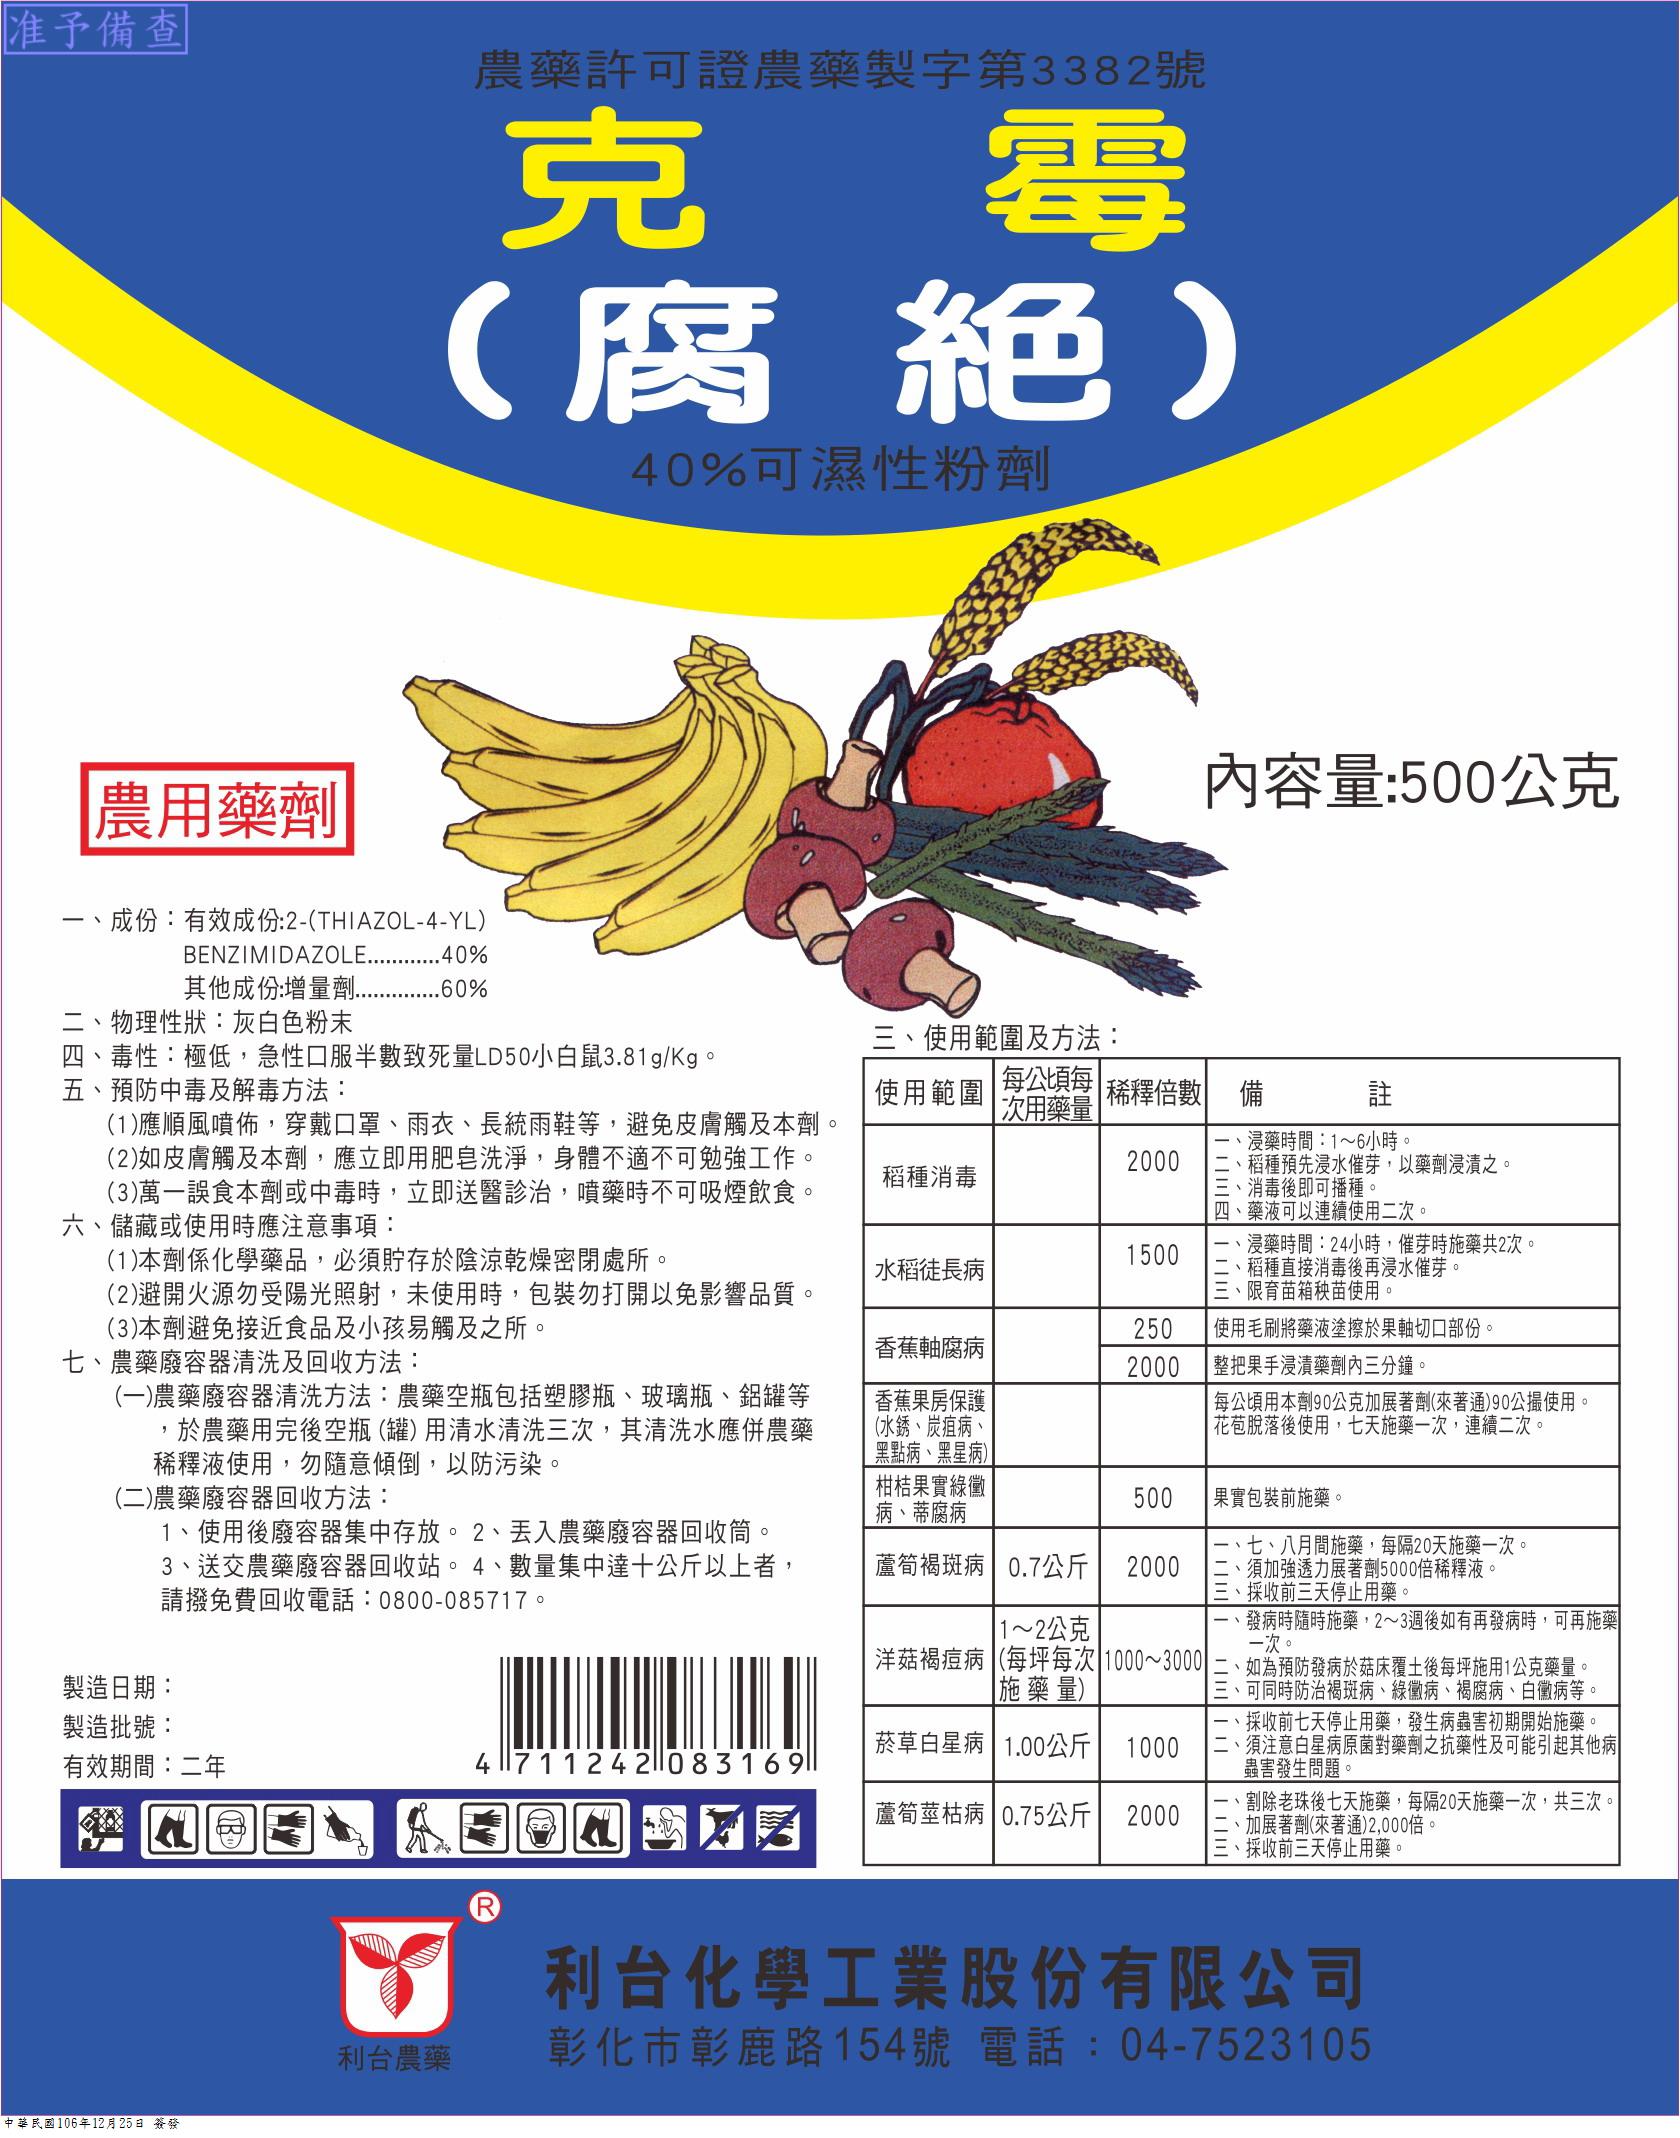 准予備查
農藥許可證農藥製字第3382號
克霉
(腐絕)
40%可濕性粉劑
農用藥劑
內容量:500公克
一、成份：有效成份:2-(THIAZOL-4-YL)
BENZIMIDAZOLE............40%
其他成份:增量劑..............60%
二、物理性狀：灰白色粉末
四、毒性：極低，急性口服半數致死量LD50小白鼠3.81g/Kg。
五、預防中毒及解毒方法：
(1)應順風噴佈，穿戴口罩、雨衣、長統雨鞋等，避免皮膚觸及本劑。
(2)如皮膚觸及本劑，應立即用肥皂洗淨，身體不適不可勉強工作。
(3)萬一誤食本劑或中毒時，立即送醫診治，噴藥時不可吸煙飲食。
六、儲藏或使用時應注意事項：
(1)本劑係化學藥品，必須貯存於陰涼乾燥密閉處所。
(2)避開火源勿受陽光照射，未使用時，包裝勿打開以免影響品質。
(3)本劑避免接近食品及小孩易觸及之所。
七、農藥廢容器清洗及回收方法：
(一)農藥廢容器清洗方法：農藥空瓶包括塑膠瓶、玻璃瓶、鋁罐等
，於農藥用完後空瓶(罐)用清水清洗三次，其清洗水應併農藥
稀釋液使用，勿隨意傾倒，以防污染。
(二)農藥廢容器回收方法：
1、使用後廢容器集中存放。2、丟入農藥廢容器回收筒。
3、送交農藥廢容器回收站。4、數量集中達十公斤以上者，
請撥免費回收電話：0800-085717。
製造日期：
製造批號：
有效期間：二年
4 711242 083169
三、使用範圍及方法：
使用範圍 每公頃每次用藥量 稀釋倍數 備 註
稻種消毒 2000
一、浸藥時間：1～6小時。
二、稻種預先浸水催芽，以藥劑浸漬之。
三、消毒後即可播種。
四、藥液可以連續使用二次。
水稻徒長病 1500
一、浸藥時間：24小時，催芽時施藥共2次。
二、稻種直接消毒後再浸水催芽。
三、限育苗箱秧苗使用。
香蕉軸腐病
250 使用毛刷將藥液塗擦於果軸切口部份。
2000 整把果手浸漬藥劑內三分鐘。
香蕉果房保護
(水銹、炭疽病、
黑點病、黑星病)
每公頃用本劑90公克加展著劑(來著通)90公撮使用。
花苞脫落後使用，七天施藥一次，連續二次。
柑桔果實綠黴
病、蒂腐病
500 果實包裝前施藥。
蘆筍褐斑病 0.7公斤 2000
一、七、八月間施藥，每隔20天施藥一次。
二、須加強透力展著劑5000倍稀釋液。
三、採收前三天停止用藥。
洋菇褐痘病
1～2公克
(每坪每次
施藥量)
1000～3000
一、發病時隨時施藥，2～3週後如有再發病時，可再施藥
一次。
二、如為預防發病於菇床覆土後每坪施用1公克藥量。
三、可同時防治褐斑病、綠黴病、褐腐病、白黴病等。
菸草白星病 1.00公斤 1000
一、採收前七天停止用藥，發生病蟲害初期開始施藥。
二、須注意白星病原菌對藥劑之抗藥性及可能引起其他病
蟲害發生問題。
蘆筍莖枯病 0.75公斤 2000
一、割除老珠後七天施藥，每隔20天施藥一次，共三次。
二、加展著劑(來著通)2,000倍。
三、採收前三天停止用藥。
®
利台農藥
利台化學工業股份有限公司
彰化市彰鹿路154號 電話：04-7523105
中華民國106年12月25日 簽發